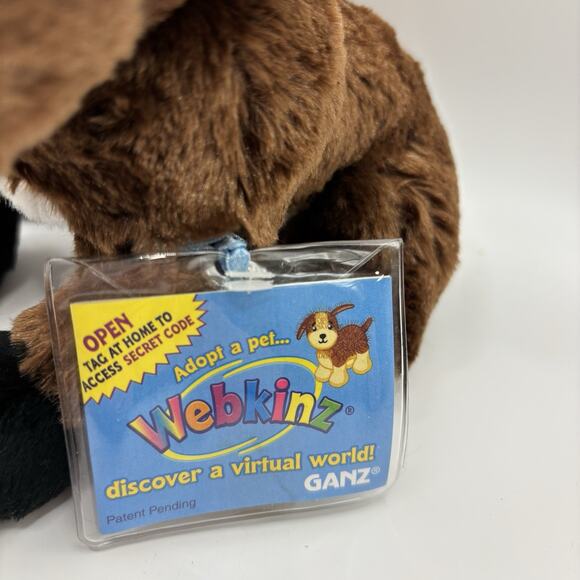 OPEN
TAG AT HOME TO
ACCESS SECRET CODE
Adopt a pet...
Webkinz®
discover a virtual world!
GANZ®
Patent Pending